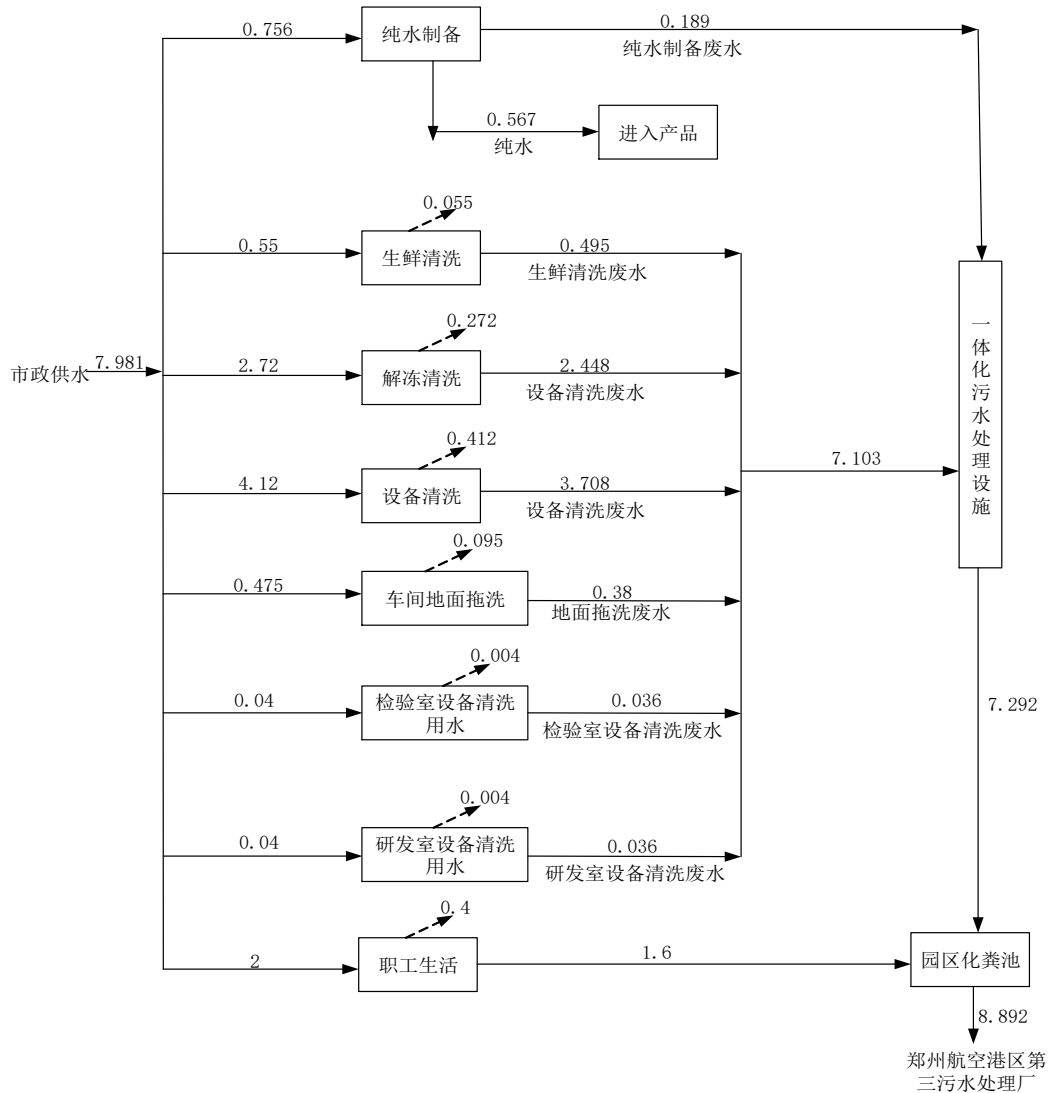 0.756
纯水制备
0.189
纯水制备废水
0.567
纯水
进入产品
0.055
0.55
生鲜清洗
0.495
生鲜清洗废水
0.272
市政供水
7.981
2.72
解冻清洗
2.448
设备清洗废水
0.412
4.12
设备清洗
3.708
设备清洗废水
7.103
一体化污水处理设施
0.095
0.475
车间地面拖洗
0.38
地面拖洗废水
0.004
0.04
检验室设备清洗
用水
0.036
检验室设备清洗废水
7.292
0.004
0.04
研发室设备清洗
用水
0.036
研发室设备清洗废水
0.4
2
职工生活
1.6
园区化粪池
8.892
郑州航空港区第
三污水处理厂